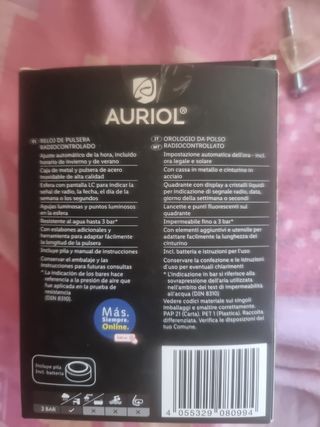 AURIOL®
ES RELOJ DE PULSERA
RADIOCONTROLADO
Ajuste automático de la hora, incluido
horario de invierno y de verano
Caja de metal y pulsera de acero
inoxidable de alta calidad
Esfera con pantalla LC para indicar la
señal de radio, la fecha, el día de la
semana o los segundos
Agujas luminosas y puntos luminosos
en la esfera
Resistente al agua hasta 3 bar*
Con eslabones adicionales y
herramienta para adaptar fácilmente
la longitud de la pulsera
Incluye pila y manual de instrucciones
Conservar el embalaje y las
instrucciones para futuras consultas
* La indicación de los bares hace
referencia a la presión de aire que
fue aplicada en la prueba de
resistencia
(DIN 8310)
IT OROLOGIO DA POLSO
MT RADIOCONTROLLATO
Impostazione automatica dell'ora - incl.
ora legale e solare
Con cassa in metallo e cinturino in
acciaio
Quadrante con display a cristalli liquidi
per indicazione di segnale radio, data,
giorno della settimana o secondi
Lancette e punti fluorescenti sul
quadrante
Impermeabile fino a 3 bar*
Con elementi aggiuntivi e utensile per
adattare facilmente la lunghezza del
cinturino
Incl. batteria e istruzioni per l'uso
Conservare la confezione e le istruzioni
d'uso per eventuali chiarimenti
* L'indicazione in bar si riferisce alla
sovrappressione dell'aria utilizzata
nell'ambito del test di impermeabilità
all'acqua (DIN 8310)
Vedere codici materiale sui singoli
imballaggi e smaltire correttamente.
PAP 21 (Carta), PET 1 (Plastica). Raccolta
differenziata. Verifica le disposizioni del
tuo Comune.
Más.
Siempre.
Online.
Incluye pila
Incl. batteria
3 BAR
4 055329 080994